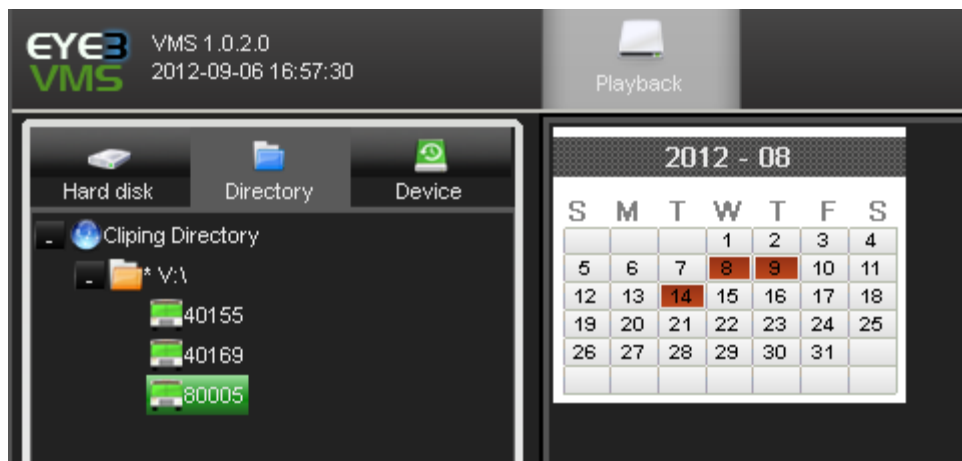 EYE3 VMS 1.0.2.0
VMS 2012-09-06 16:57:30
Playback
Hard disk Directory Device
- Cliping Directory
- * V:\
40155
40169
80005
2012 - 08
S M T W T F S
1 2 3 4
5 6 7 8 9 10 11
12 13 14 15 16 17 18
19 20 21 22 23 24 25
26 27 28 29 30 31